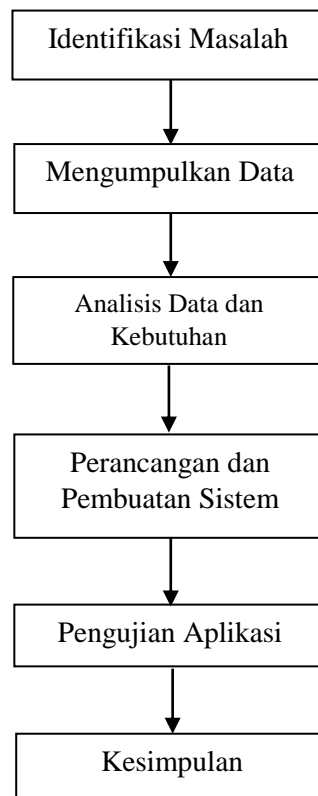 Identifikasi Masalah
Mengumpulkan Data
Analisis Data dan
Kebutuhan
Perancangan dan
Pembuatan Sistem
Pengujian Aplikasi
Kesimpulan